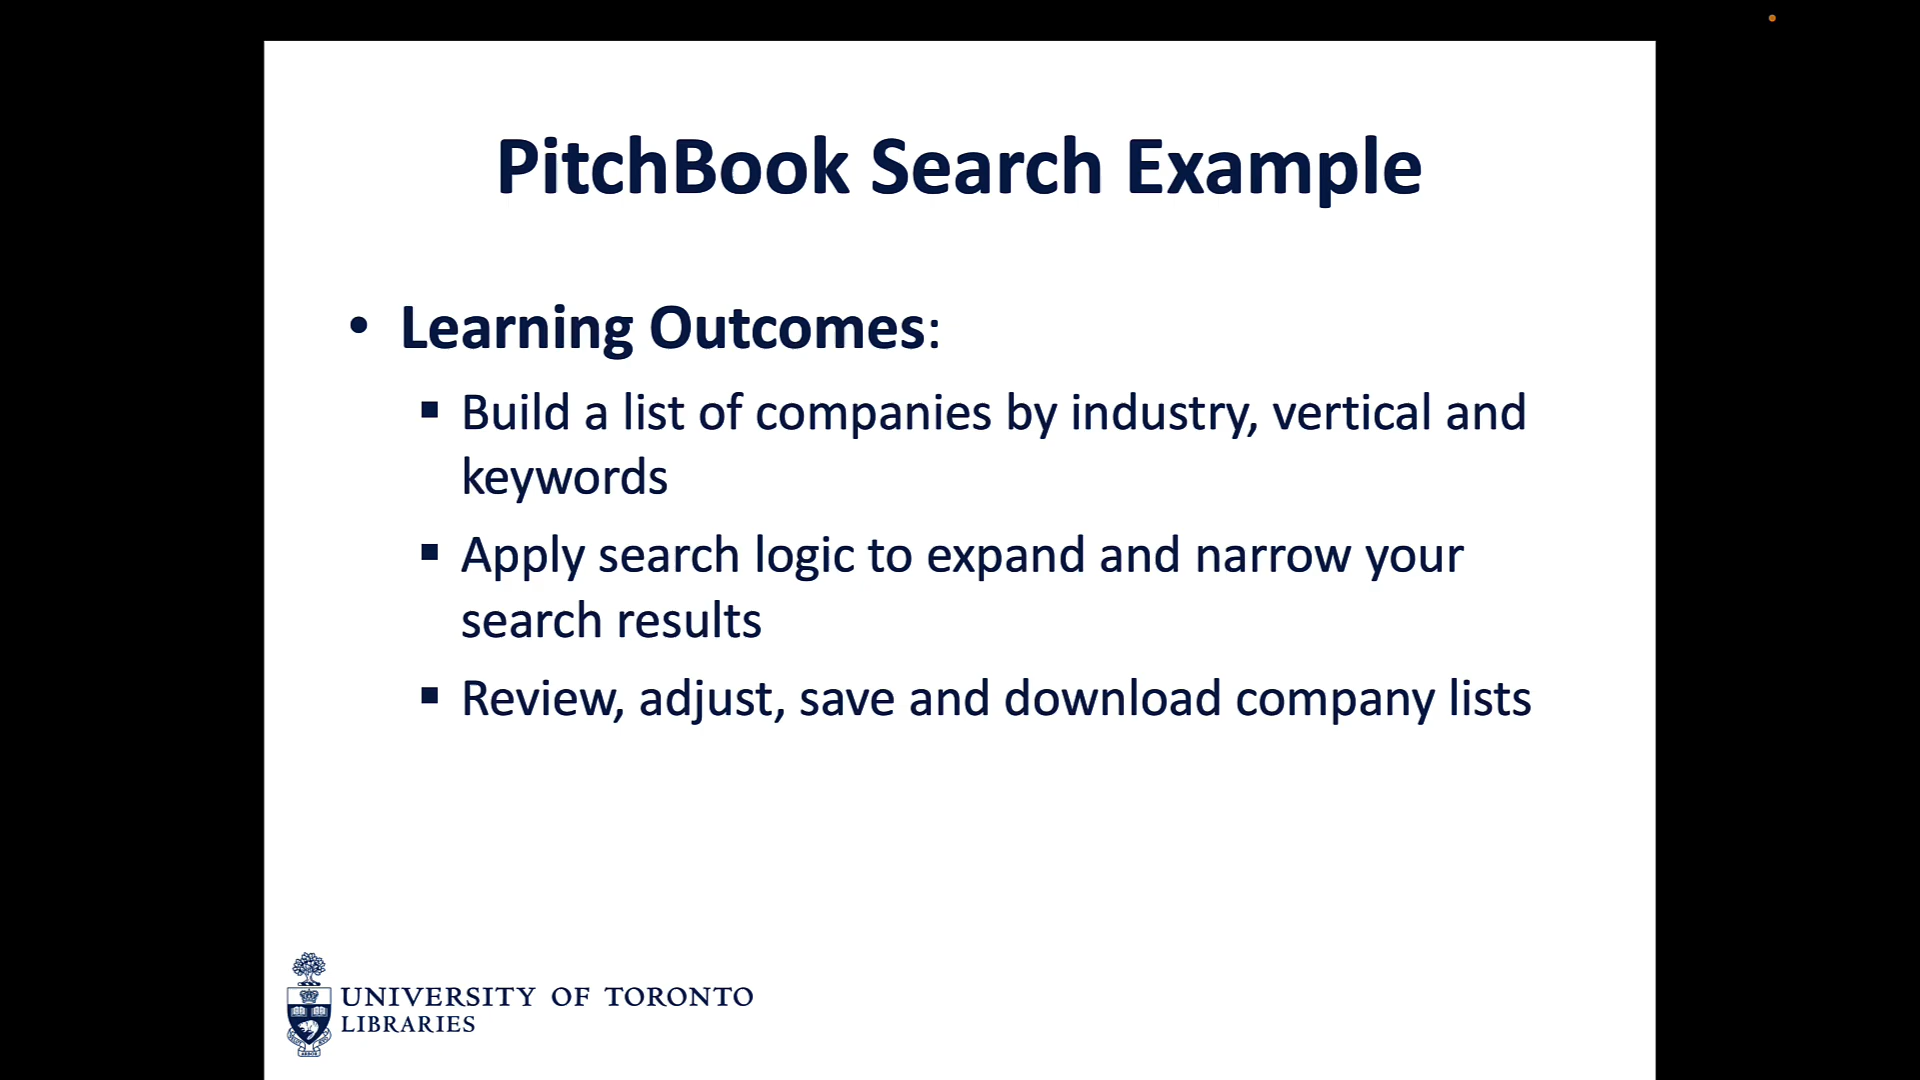 PitchBook Search Example
• Learning Outcomes:
▪ Build a list of companies by industry, vertical and
keywords
▪ Apply search logic to expand and narrow your
search results
▪ Review, adjust, save and download company lists
UNIVERSITY OF TORONTO
LIBRARIES